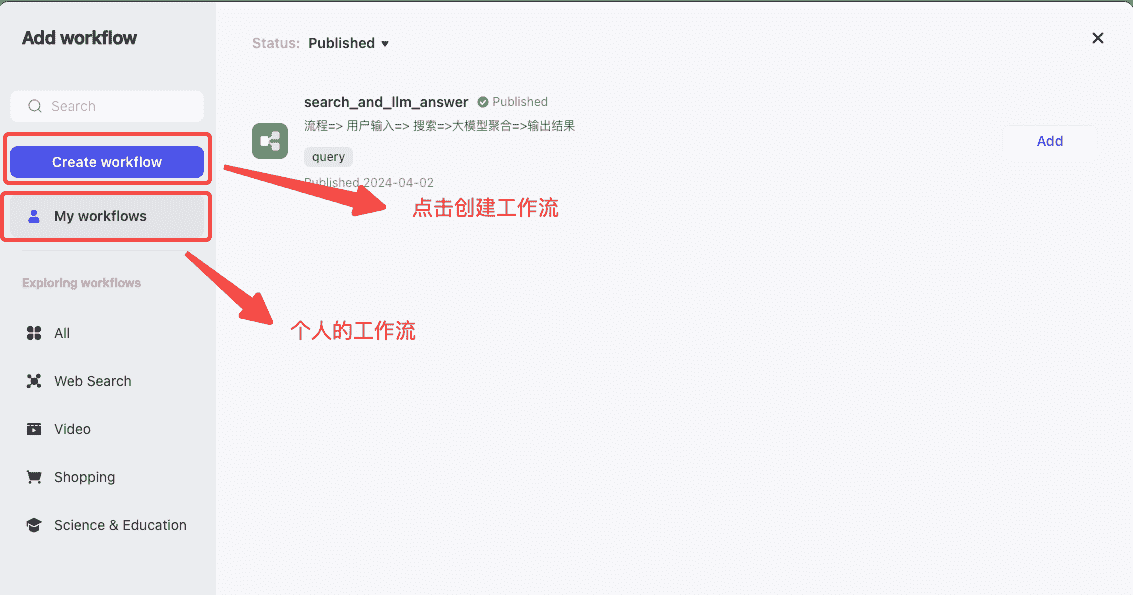 Add workflow
Search
Create workflow
My workflows
Exploring workflows
All
Web Search
Video
Shopping
Science & Education
Status: Published
search_and_llm_answer Published
流程=> 用户输入=> 搜索=>大模型聚合=>输出结果
query
Published 2024-04-02
Add
点击创建工作流
个人的工作流